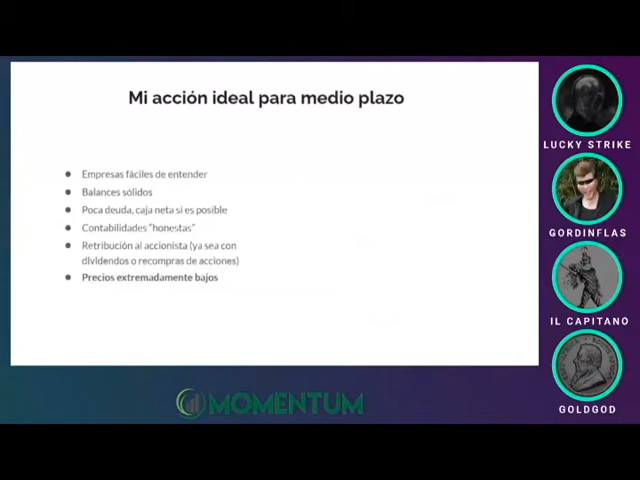 Mi acción ideal para medio plazo
Empresas fáciles de entender
Balances sólidos
Poca deuda, caja neta si es posible
Contabilidades "honestas"
Retribución al accionista (ya sea con
dividendos o recompras de acciones)
Precios extremadamente bajos
LUCKY STRIKE
GORDINFLAS
IL CAPITANO
GOLDGOD
MOMENTUM